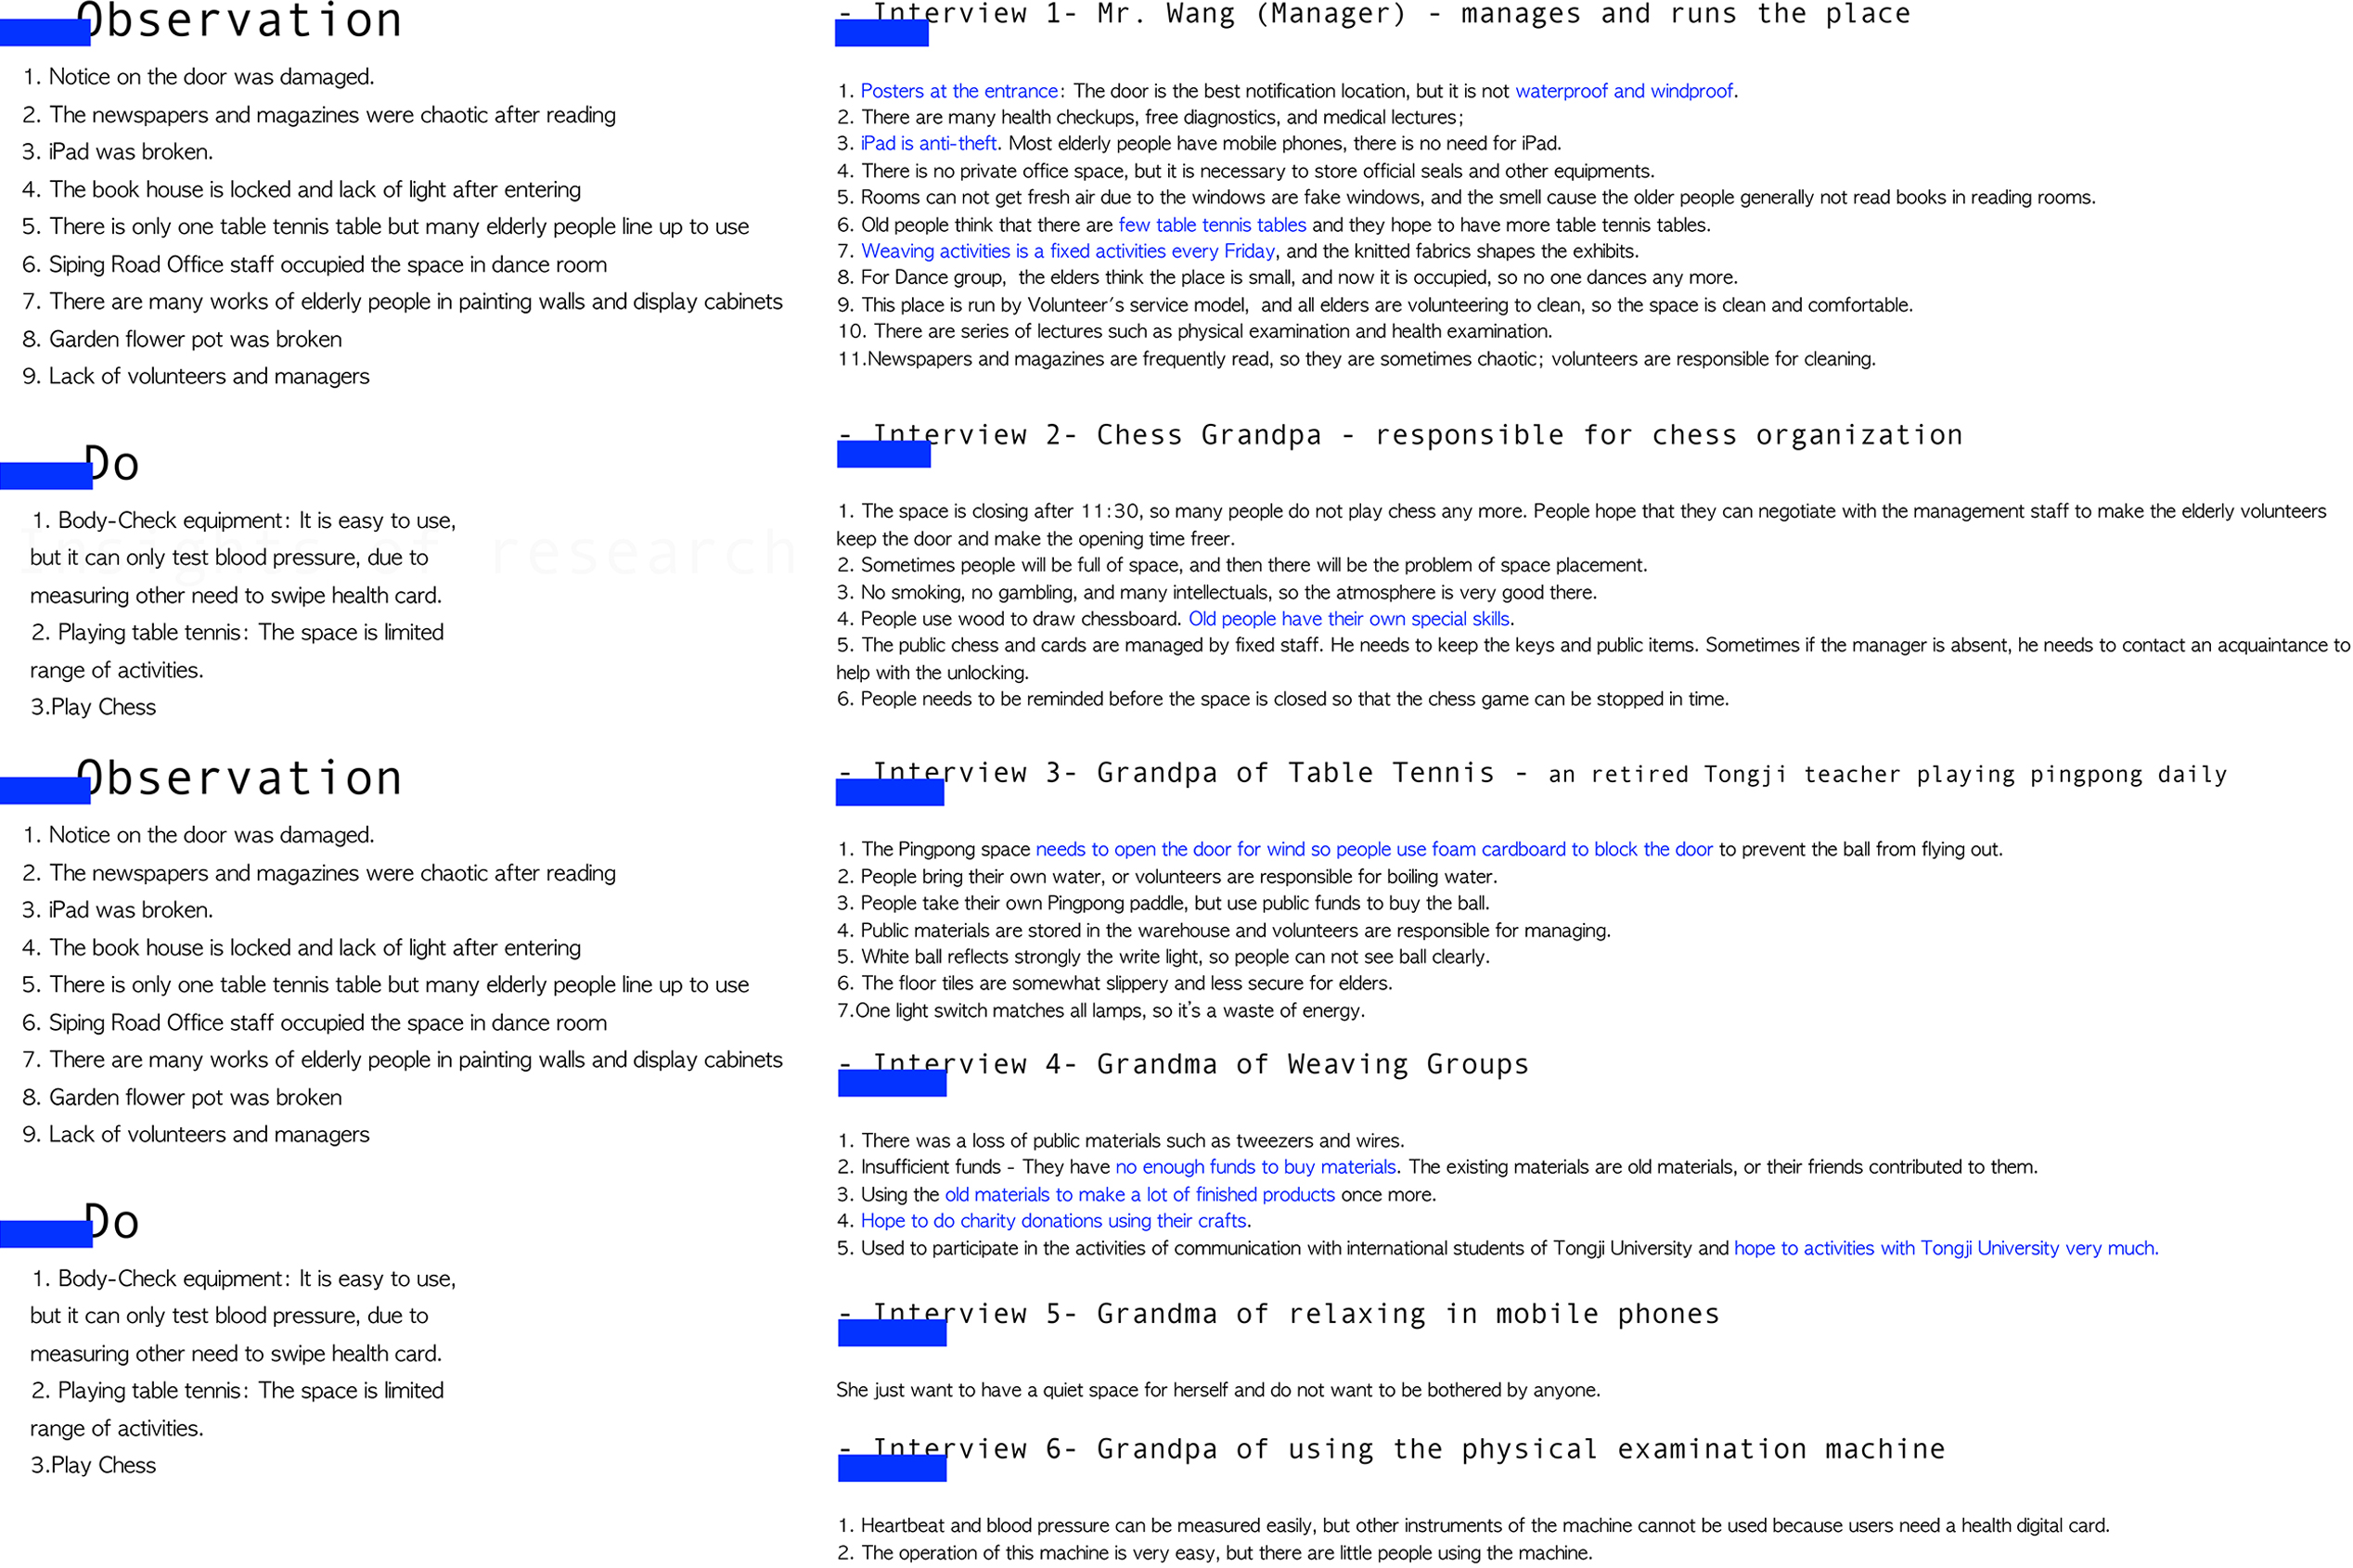 Observation
1. Notice on the door was damaged.
2. The newspapers and magazines were chaotic after reading
3. iPad was broken.
4. The book house is locked and lack of light after entering
5. There is only one table tennis table but many elderly people line up to use
6. Siping Road Office staff occupied the space in dance room
7. There are many works of elderly people in painting walls and display cabinets
8. Garden flower pot was broken
9. Lack of volunteers and managers
Do
Insights of research
1. Body-Check equipment: It is easy to use,
but it can only test blood pressure, due to
measuring other need to swipe health card.
2. Playing table tennis: The space is limited
range of activities.
3.Play Chess
Observation
1. Notice on the door was damaged.
2. The newspapers and magazines were chaotic after reading
3. iPad was broken.
4. The book house is locked and lack of light after entering
5. There is only one table tennis table but many elderly people line up to use
6. Siping Road Office staff occupied the space in dance room
7. There are many works of elderly people in painting walls and display cabinets
8. Garden flower pot was broken
9. Lack of volunteers and managers
Do
1. Body-Check equipment: It is easy to use,
but it can only test blood pressure, due to
measuring other need to swipe health card.
2. Playing table tennis: The space is limited
range of activities.
3.Play Chess
- Interview 1- Mr. Wang (Manager) - manages and runs the place
1. Posters at the entrance: The door is the best notification location, but it is not waterproof and windproof.
2. There are many health checkups, free diagnostics, and medical lectures;
3. iPad is anti-theft. Most elderly people have mobile phones, there is no need for iPad.
4. There is no private office space, but it is necessary to store official seals and other equipments.
5. Rooms can not get fresh air due to the windows are fake windows, and the smell cause the older people generally not read books in reading rooms.
6. Old people think that there are few table tennis tables and they hope to have more table tennis tables.
7. Weaving activities is a fixed activities every Friday, and the knitted fabrics shapes the exhibits.
8. For Dance group, the elders think the place is small, and now it is occupied, so no one dances any more.
9. This place is run by Volunteer's service model, and all elders are volunteering to clean, so the space is clean and comfortable.
10. There are series of lectures such as physical examination and health examination.
11.Newspapers and magazines are frequently read, so they are sometimes chaotic; volunteers are responsible for cleaning.
- Interview 2- Chess Grandpa - responsible for chess organization
1. The space is closing after 11:30, so many people do not play chess any more. People hope that they can negotiate with the management staff to make the elderly volunteers
keep the door and make the opening time freer.
2. Sometimes people will be full of space, and then there will be the problem of space placement.
3. No smoking, no gambling, and many intellectuals, so the atmosphere is very good there.
4. People use wood to draw chessboard. Old people have their own special skills.
5. The public chess and cards are managed by fixed staff. He needs to keep the keys and public items. Sometimes if the manager is absent, he needs to contact an acquaintance to
help with the unlocking.
6. People needs to be reminded before the space is closed so that the chess game can be stopped in time.
- Interview 3- Grandpa of Table Tennis - an retired Tongji teacher playing pingpong daily
1. The Pingpong space needs to open the door for wind so people use foam cardboard to block the door to prevent the ball from flying out.
2. People bring their own water, or volunteers are responsible for boiling water.
3. People take their own Pingpong paddle, but use public funds to buy the ball.
4. Public materials are stored in the warehouse and volunteers are responsible for managing.
5. White ball reflects strongly the write light, so people can not see ball clearly.
6. The floor tiles are somewhat slippery and less secure for elders.
7.One light switch matches all lamps, so it's a waste of energy.
- Interview 4- Grandma of Weaving Groups
1. There was a loss of public materials such as tweezers and wires.
2. Insufficient funds - They have no enough funds to buy materials. The existing materials are old materials, or their friends contributed to them.
3. Using the old materials to make a lot of finished products once more.
4. Hope to do charity donations using their crafts.
5. Used to participate in the activities of communication with international students of Tongji University and hope to activities with Tongji University very much.
- Interview 5- Grandma of relaxing in mobile phones
She just want to have a quiet space for herself and do not want to be bothered by anyone.
- Interview 6- Grandpa of using the physical examination machine
1. Heartbeat and blood pressure can be measured easily, but other instruments of the machine cannot be used because users need a health digital card.
2. The operation of this machine is very easy, but there are little people using the machine.